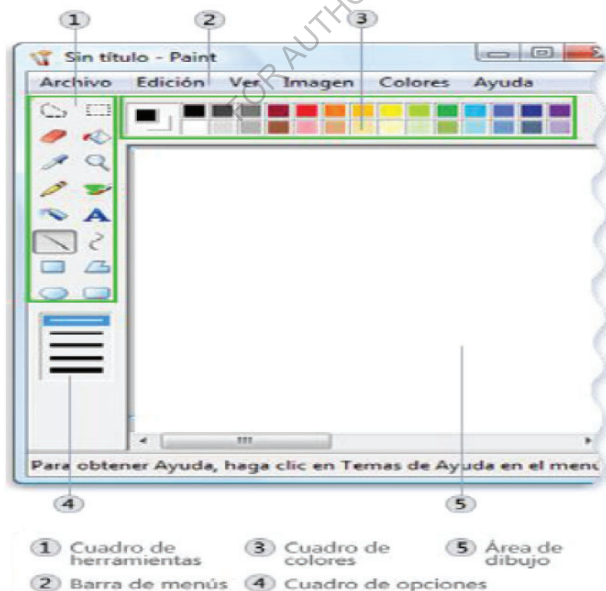 1 2 3
FOR AUTHO
Sin título - Paint
Archivo Edición Ver Imagen Colores Ayuda
A
Para obtener Ayuda, haga clic en Temas de Ayuda en el menú
4 5
1 Cuadro de herramientas
3 Cuadro de colores
5 Área de dibujo
2 Barra de menús
4 Cuadro de opciones